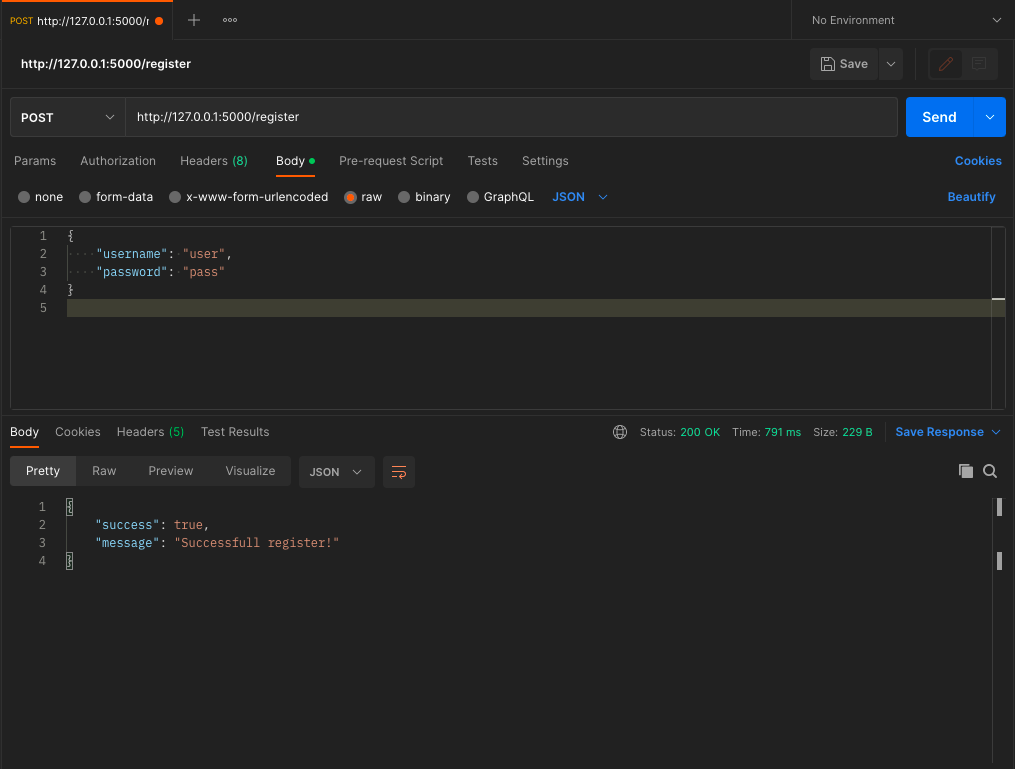 POST http://127.0.0.1:5000/r
No Environment
http://127.0.0.1:5000/register
Save
POST http://127.0.0.1:5000/register Send
Params Authorization Headers (8) Body Pre-request Script Tests Settings Cookies
none form-data x-www-form-urlencoded raw binary GraphQL JSON Beautify
1 {
2 "username": "user",
3 "password": "pass"
4 }
5
Body Cookies Headers (5) Test Results Status: 200 OK Time: 791 ms Size: 229 B Save Response
Pretty Raw Preview Visualize JSON
1 {
2 "success": true,
3 "message": "Successfull register!"
4 }